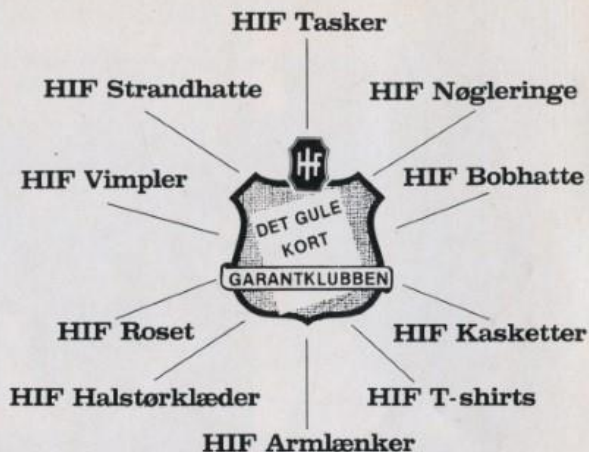 HIF Tasker
HIF Strandhatte
HIF Nøgleringe
HIF Vimpler
HIF Bobhatte
HIF
DET GULE
KORT
GARANTKLUBBEN
HIF Roset
HIF Kasketter
HIF Halstørklæder
HIF T-shirts
HIF Armlænker